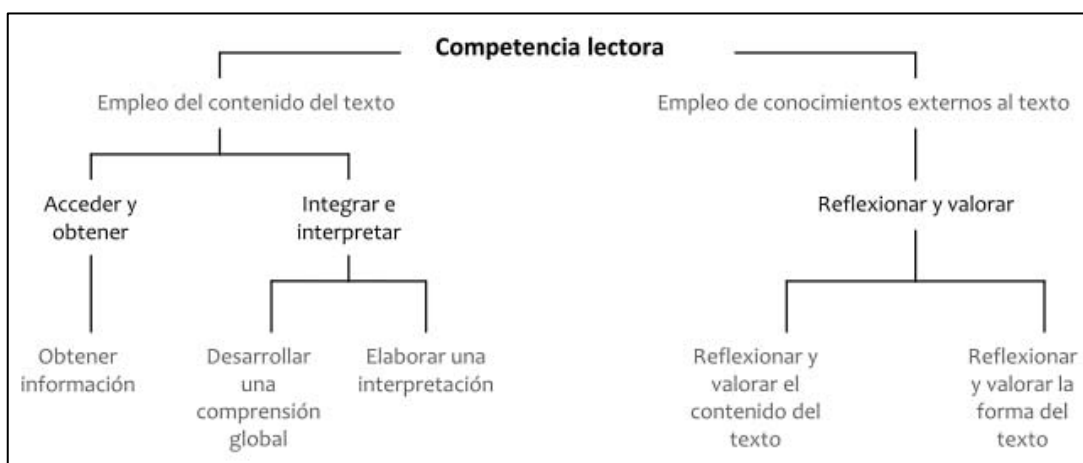 Competencia lectora
Empleo del contenido del texto
Empleo de conocimientos externos al texto
Acceder y
obtener
Integrar e
interpretar
Reflexionar y valorar
Obtener
información
Desarrollar
una
comprensión
global
Elaborar una
interpretación
Reflexionar y
valorar el
contenido del
texto
Reflexionar
y valorar la
forma del
texto